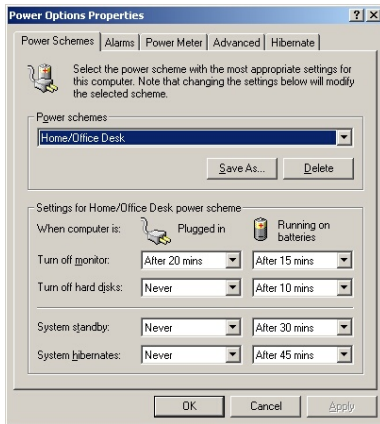 Power Options Properties
Power Schemes Alarms Power Meter Advanced Hibernate
Select the power scheme with the most appropriate settings for
this computer. Note that changing the settings below will modify
the selected scheme.
Power schemes
Home/Office Desk
Save As... Delete
Settings for Home/Office Desk power scheme
When computer is: Plugged in Running on
batteries
Turn off monitor: After 20 mins After 15 mins
Turn off hard disks: Never After 10 mins
System standby: Never After 30 mins
System hibernates: Never After 45 mins
OK Cancel Apply